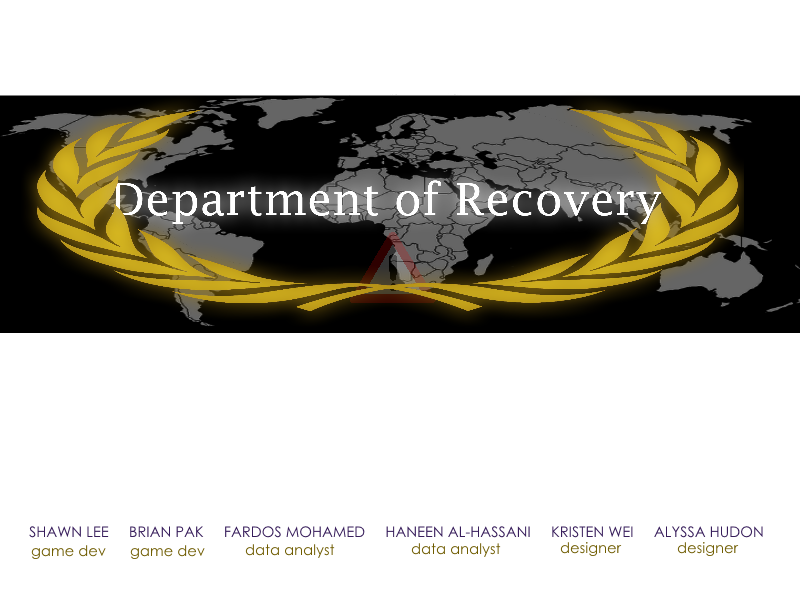 Department of Recovery
SHAWN LEE BRIAN PAK FARDOS MOHAMED HANEEN AL-HASSANI KRISTEN WEI ALYSSA HUDON
game dev game dev data analyst data analyst designer designer